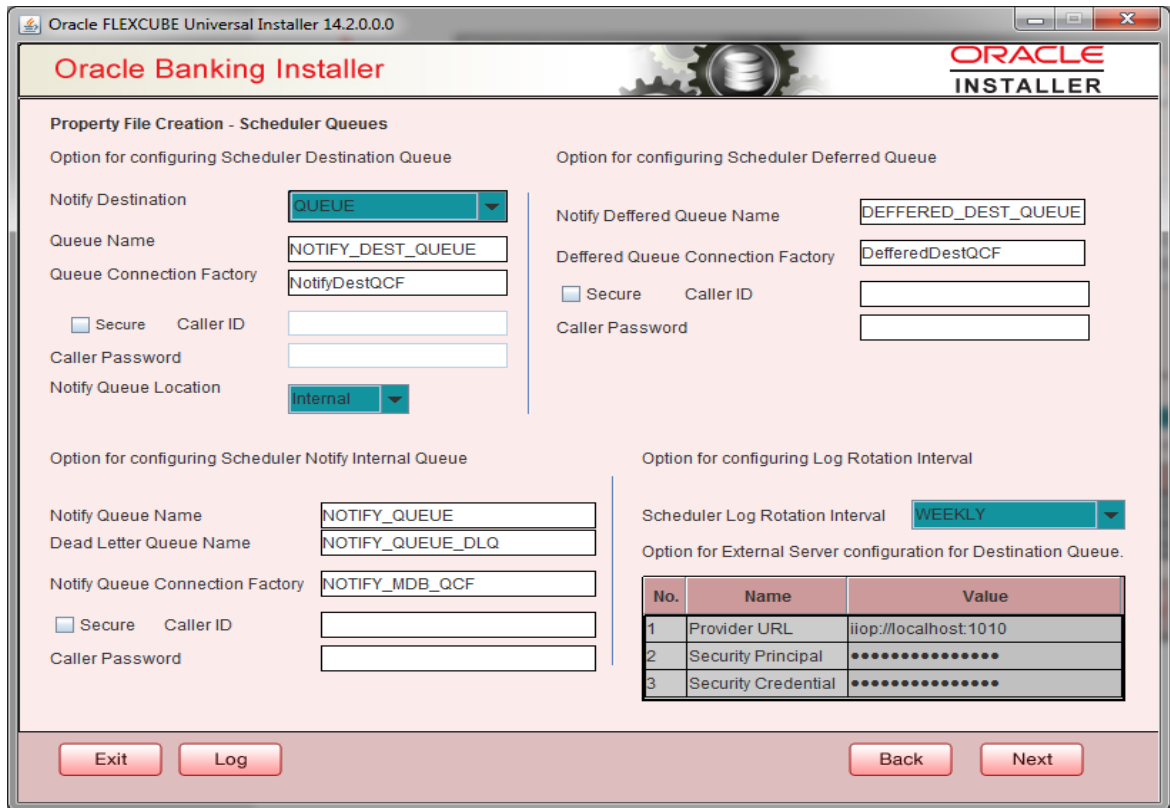 Oracle FLEXCUBE Universal Installer 14.2.0.0.0
Oracle Banking Installer
ORACLE
INSTALLER
Property File Creation - Scheduler Queues
Option for configuring Scheduler Destination Queue
Notify Destination
QUEUE
Queue Name
NOTIFY_DEST_QUEUE
Queue Connection Factory
NotifyDestQCF
Secure Caller ID
Caller Password
Notify Queue Location
Internal
Option for configuring Scheduler Deferred Queue
Notify Deffered Queue Name
DEFFERED_DEST_QUEUE
Deffered Queue Connection Factory
DefferedDestQCF
Secure Caller ID
Caller Password
Option for configuring Scheduler Notify Internal Queue
Notify Queue Name
NOTIFY_QUEUE
Dead Letter Queue Name
NOTIFY_QUEUE_DLQ
Notify Queue Connection Factory
NOTIFY_MDB_QCF
Secure Caller ID
Caller Password
Option for configuring Log Rotation Interval
Scheduler Log Rotation Interval
WEEKLY
Option for External Server configuration for Destination Queue.
No. Name Value
1 Provider URL iiop://localhost:1010
2 Security Principal •••••••••••••••
3 Security Credential •••••••••••••••
Exit
Log
Back
Next